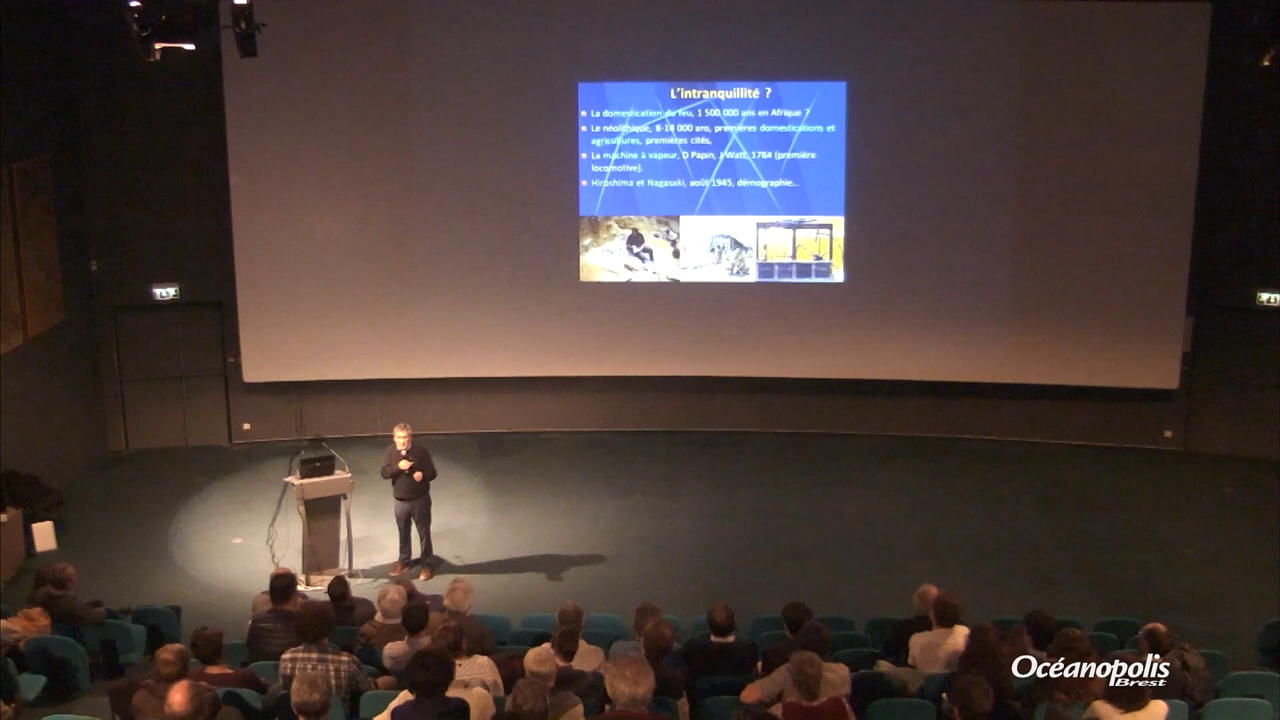 L'intranquillité ?
La domestication du feu, 1 500 000 ans en Afrique ?
Le néolithique, 8-10 000 ans, premières domestications et
agricultures, premières cités,
La machine à vapeur, D Papin, J Watt, 1784 (première
locomotive).
Hiroshima et Nagasaki, août 1945, démographie...
Océanopolis
Brest